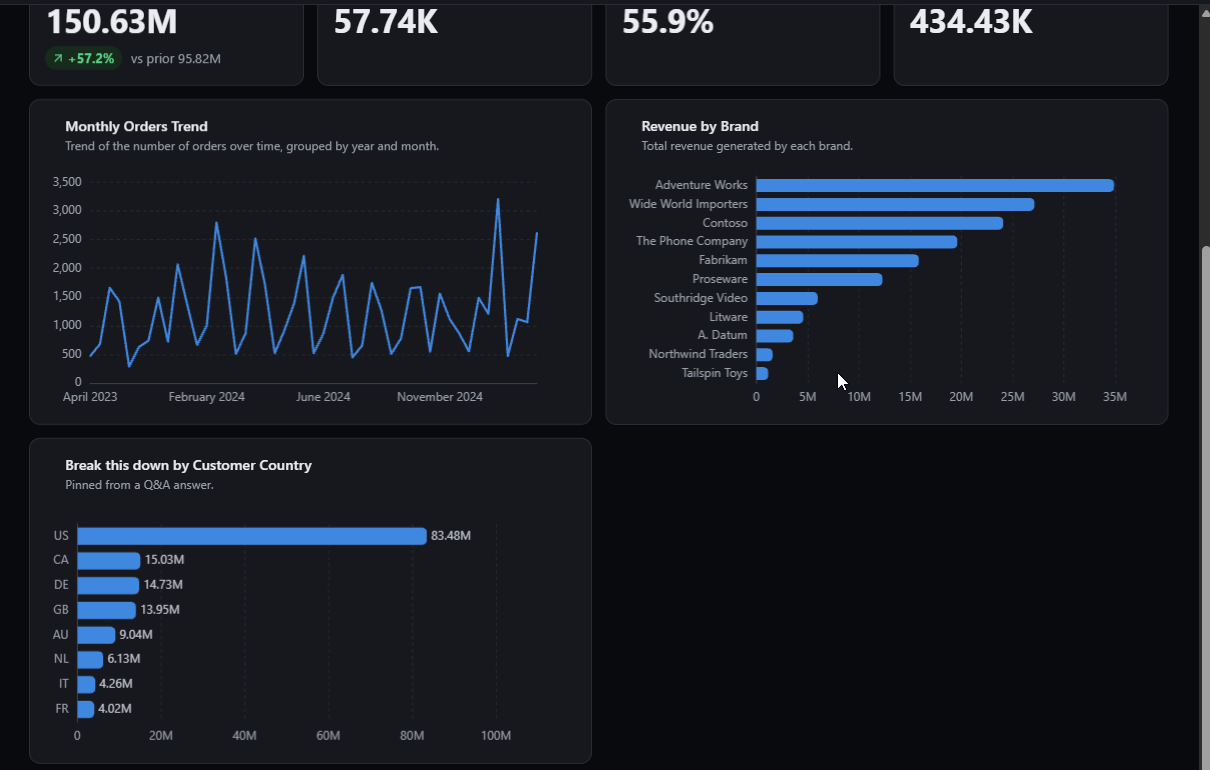 150.63M
+57.2% vs prior 95.82M
57.74K
55.9%
434.43K
Monthly Orders Trend
Trend of the number of orders over time, grouped by year and month.
3,500
3,000
2,500
2,000
1,500
1,000
500
0
April 2023 February 2024 June 2024 November 2024
Revenue by Brand
Total revenue generated by each brand.
Adventure Works
Wide World Importers
Contoso
The Phone Company
Fabrikam
Proseware
Southridge Video
Litware
A. Datum
Northwind Traders
Tailspin Toys
0 5M 10M 15M 20M 25M 30M 35M
Break this down by Customer Country
Pinned from a Q&A answer.
US 83.48M
CA 15.03M
DE 14.73M
GB 13.95M
AU 9.04M
NL 6.13M
IT 4.26M
FR 4.02M
0 20M 40M 60M 80M 100M